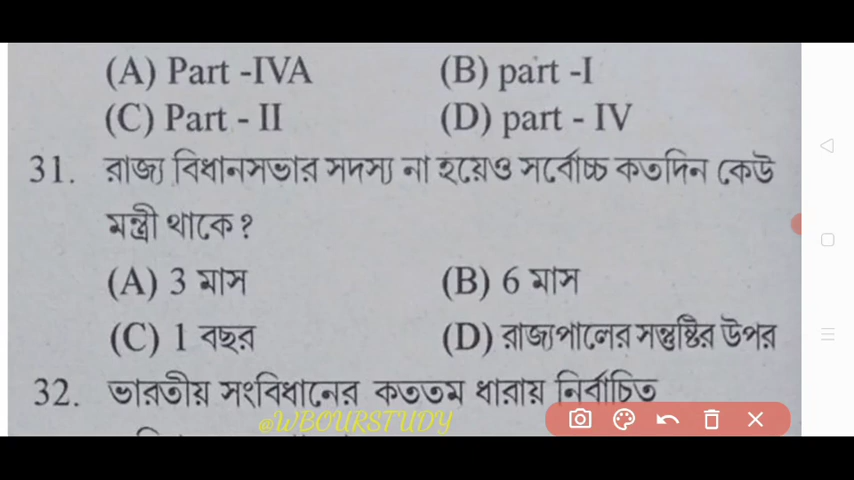 (A) Part -IVA (B) part -I
(C) Part - II (D) part - IV
31. রাজ্য বিধানসভার সদস্য না হয়েও সর্বোচ্চ কতদিন কেউ
মন্ত্রী থাকে?
(A) 3 মাস (B) 6 মাস
(C) 1 বছর (D) রাজ্যপালের সন্তুষ্টির উপর
32. ভারতীয় সংবিধানের কততম ধারায় নির্বাচিত
@WBOURSTUDY